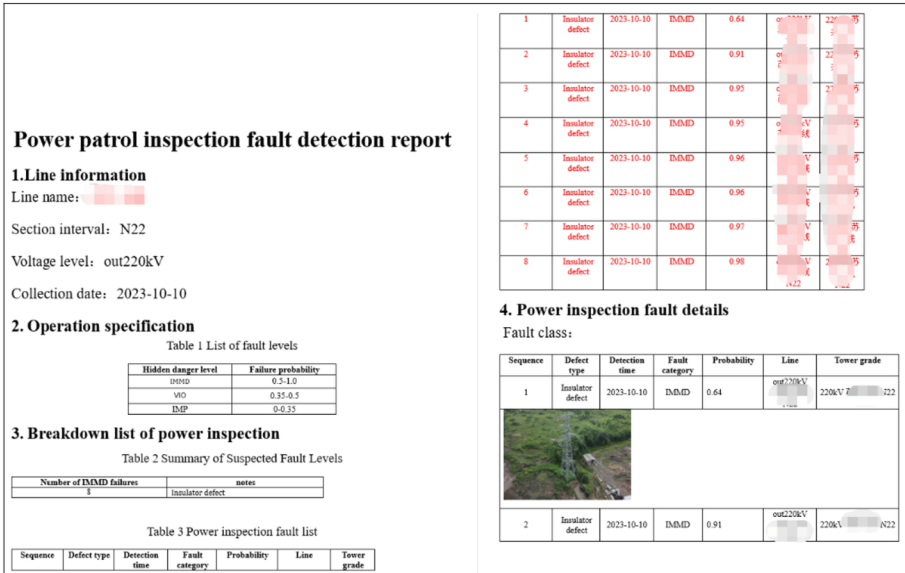 Power patrol inspection fault detection report
1.Line information
Line name:
Section interval: N22
Voltage level: out220kV
Collection date: 2023-10-10
2. Operation specification
Table 1 List of fault levels
Hidden danger level Failure probability
IMMD 0.5-1.0
VIO 0.35-0.5
IMP 0-0.35
3. Breakdown list of power inspection
Table 2 Summary of Suspected Fault Levels
Number of IMMD failures notes
8 Insulator defect
Table 3 Power inspection fault list
Sequence Defect type Detection Fault Probability Line Tower
time category grade
1 Insulator 2023-10-10 IMMD 0.64
defect
2 Insulator 2023-10-10 IMMD 0.91
defect
3 Insulator 2023-10-10 IMMD 0.95
defect
4 Insulator 2023-10-10 IMMD 0.95
defect
5 Insulator 2023-10-10 IMMD 0.96
defect
6 Insulator 2023-10-10 IMMD 0.96
defect
7 Insulator 2023-10-10 IMMD 0.97
defect
8 Insulator 2023-10-10 IMMD 0.98
defect
N22
4. Power inspection fault details
Fault class:
Sequence Defect Detection Fault Probability Line Tower grade
type time category
out220kV
1 Insulator 2023-10-10 IMMD 0.64 220kV N22
defect
out220kV
2 Insulator 2023-10-10 IMMD 0.91 220kV N22
defect